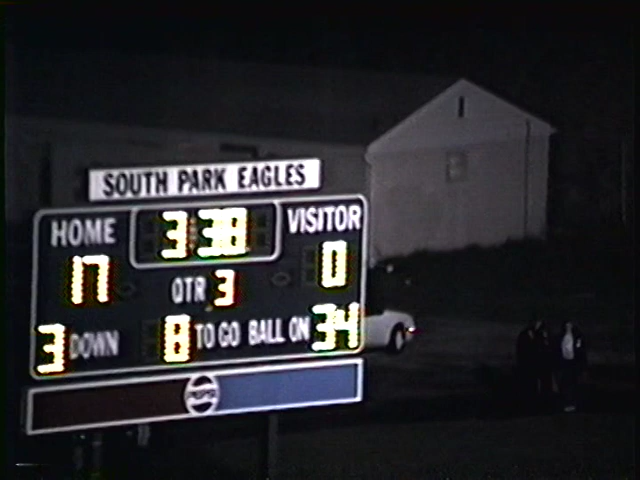 SOUTH PARK EAGLES
HOME 3:38 VISITOR
17 QTR 3 0
3 DOWN 8 TO GO BALL ON 34
PEPSI